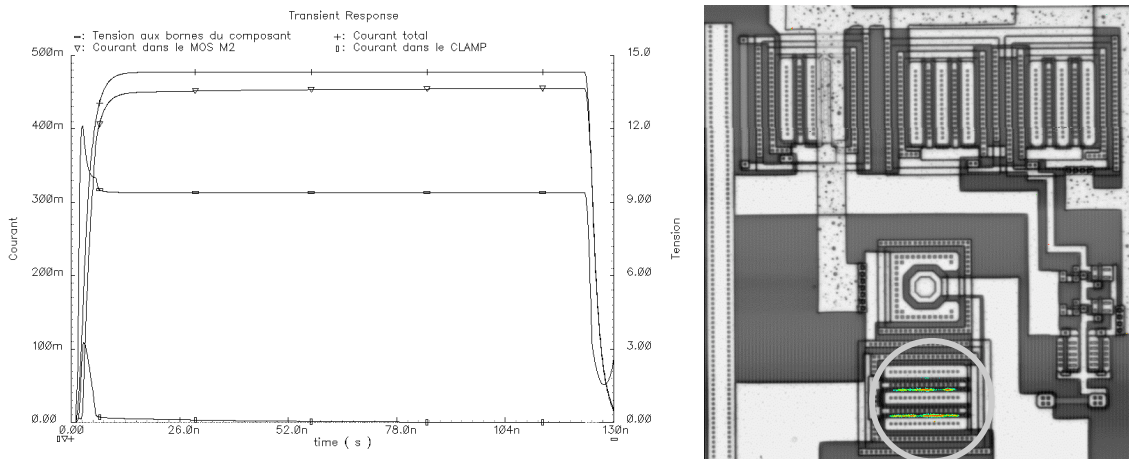 Transient Response
−: Tension aux bornes du composant
+: Courant total
▽: Courant dans le MOS M2
▯: Courant dans le CLAMP
500m
15.0
400m
12.0
300m
9.00
Courant
Tension
200m
6.00
100m
3.00
0.00
0.00
0.00
26.0n
52.0n
78.0n
104n
130n
time ( s )